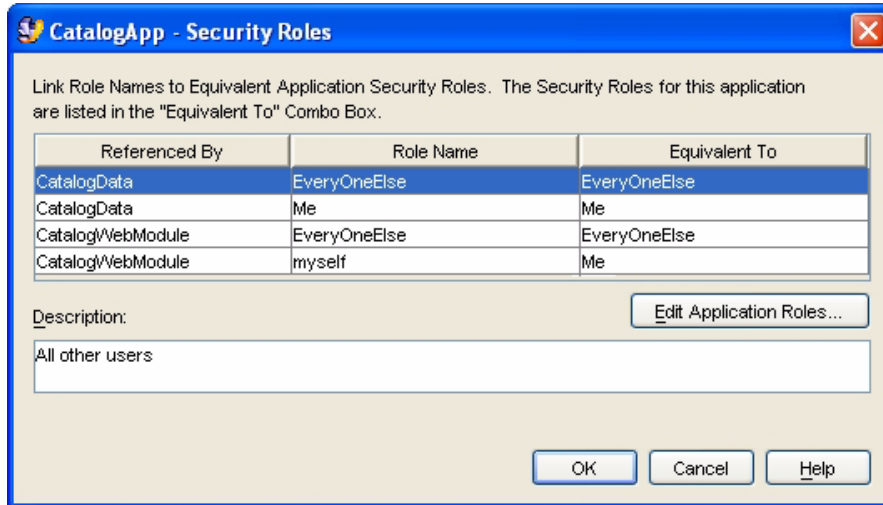 CatalogApp - Security Roles
Link Role Names to Equivalent Application Security Roles. The Security Roles for this application
are listed in the "Equivalent To" Combo Box.
Referenced By Role Name Equivalent To
CatalogData EveryOneElse EveryOneElse
CatalogData Me Me
CatalogWebModule EveryOneElse EveryOneElse
CatalogWebModule myself Me
Description: Edit Application Roles...
All other users
OK Cancel Help